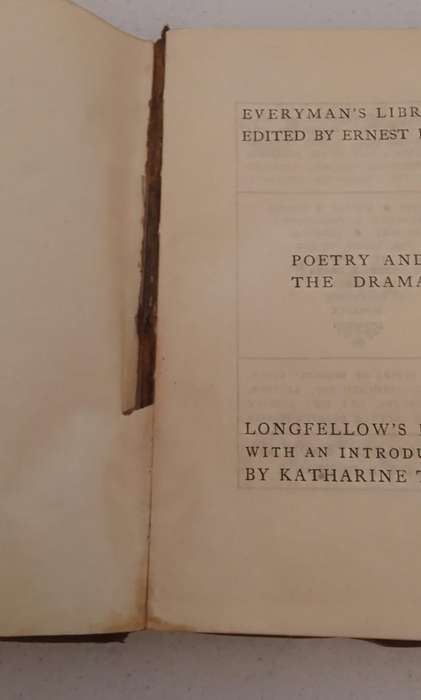 EVERYMAN'S LIBR
EDITED BY ERNEST
POETRY AND
THE DRAMA
LONGFELLOW'S
WITH AN INTRODU
BY KATHARINE T